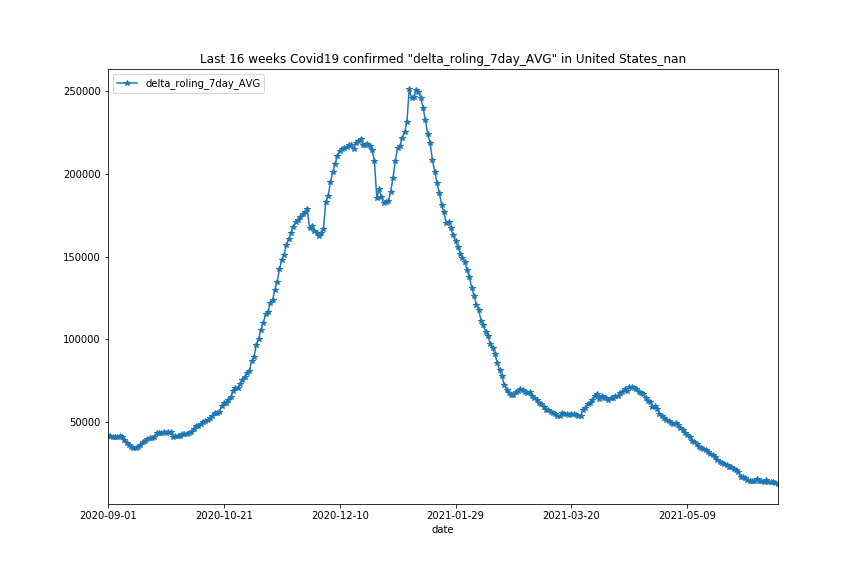 Last 16 weeks Covid19 confirmed "delta_roling_7day_AVG" in United States_nan
delta_roling_7day_AVG
250000
200000
150000
100000
50000
2020-09-01 2020-10-21 2020-12-10 2021-01-29 2021-03-20 2021-05-09
date